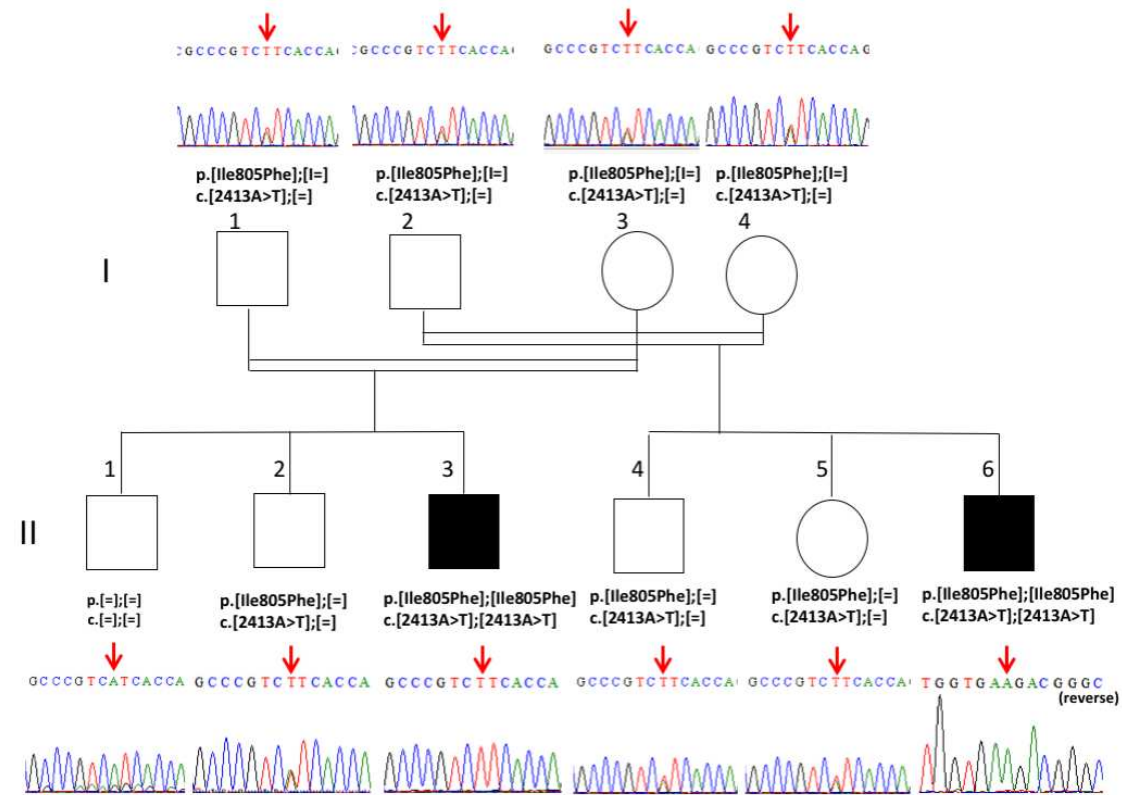 GCCCGTCTTCACCA GCCCGTCTTCACCA GCCCGTCTTCACCA GCCCGTCTTCACCAG
p.[Ile805Phe];[I=] p.[Ile805Phe];[I=] p.[Ile805Phe];[I=] p.[Ile805Phe];[I=]
c.[2413A>T];[=] c.[2413A>T];[=] c.[2413A>T];[=] c.[2413A>T];[=]
1 2 3 4
I
1 2 3 4 5 6
II
p.[=];[=] p.[Ile805Phe];[=] p.[Ile805Phe];[Ile805Phe] p.[Ile805Phe];[=] p.[Ile805Phe];[=] p.[Ile805Phe];[Ile805Phe]
c.[=];[=] c.[2413A>T];[=] c.[2413A>T];[2413A>T] c.[2413A>T];[=] c.[2413A>T];[=] c.[2413A>T];[2413A>T]
GCCCGTCATCACCA GCCCGTCTTCACCA GCCCGTCTTCACCA GCCCGTCTTCACCA GCCCGTCTTCACCA TGGTGAAGACGGGC
(reverse)